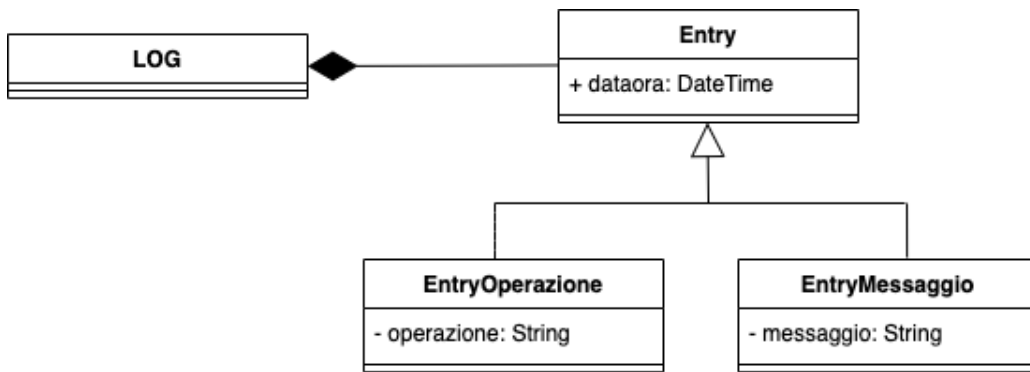 LOG
Entry
+ dataora: DateTime
EntryOperazione
- operazione: String
EntryMessaggio
- messaggio: String